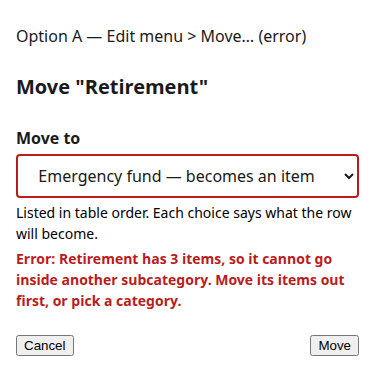 Option A — Edit menu > Move... (error)
Move "Retirement"
Move to
Emergency fund — becomes an item
Listed in table order. Each choice says what the row
will become.
Error: Retirement has 3 items, so it cannot go
inside another subcategory. Move its items out
first, or pick a category.
Cancel
Move